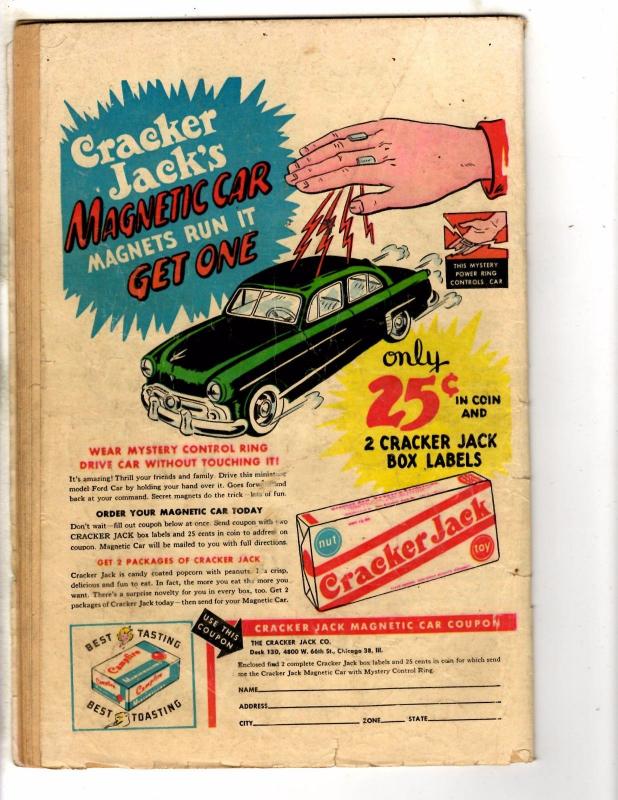 Cracker
Jack's
MAGNETIC CAR
MAGNETS RUN IT
GET ONE
THIS MYSTERY
POWER RING
CONTROLS CAR
only
25¢
IN COIN
AND
2 CRACKER JACK
BOX LABELS
WEAR MYSTERY CONTROL RING
DRIVE CAR WITHOUT TOUCHING IT!
It's amazing! Thrill your friends and family. Drive this miniature
model Ford Car by holding your hand over it. Goes forward and
back at your command. Secret magnets do the trick—lots of fun.
ORDER YOUR MAGNETIC CAR TODAY
Don't wait—fill out coupon below at once. Send coupon with two
CRACKER JACK box labels and 25 cents in coin to address on
coupon. Magnetic Car will be mailed to you with full directions.
GET 2 PACKAGES OF CRACKER JACK
Cracker Jack is candy coated popcorn with peanuts. a crisp,
delicious and fun to eat. In fact, the more you eat the more you
want. There's a surprise novelty for you in every box, too. Get 2
packages of Cracker Jack today—then send for your Magnetic Car.
nut
Cracker Jack
toy
BEST TASTING
Campfire
Campfire
BEST TOASTING
USE THIS
COUPON
CRACKER JACK MAGNETIC CAR COUPON
THE CRACKER JACK CO.
Desk 130, 4800 W. 66th St., Chicago 38, Ill.
Enclosed find 2 complete Cracker Jack box labels and 25 cents in coin for which send
me the Cracker Jack Magnetic Car with Mystery Control Ring.
NAME
ADDRESS
CITY ZONE STATE